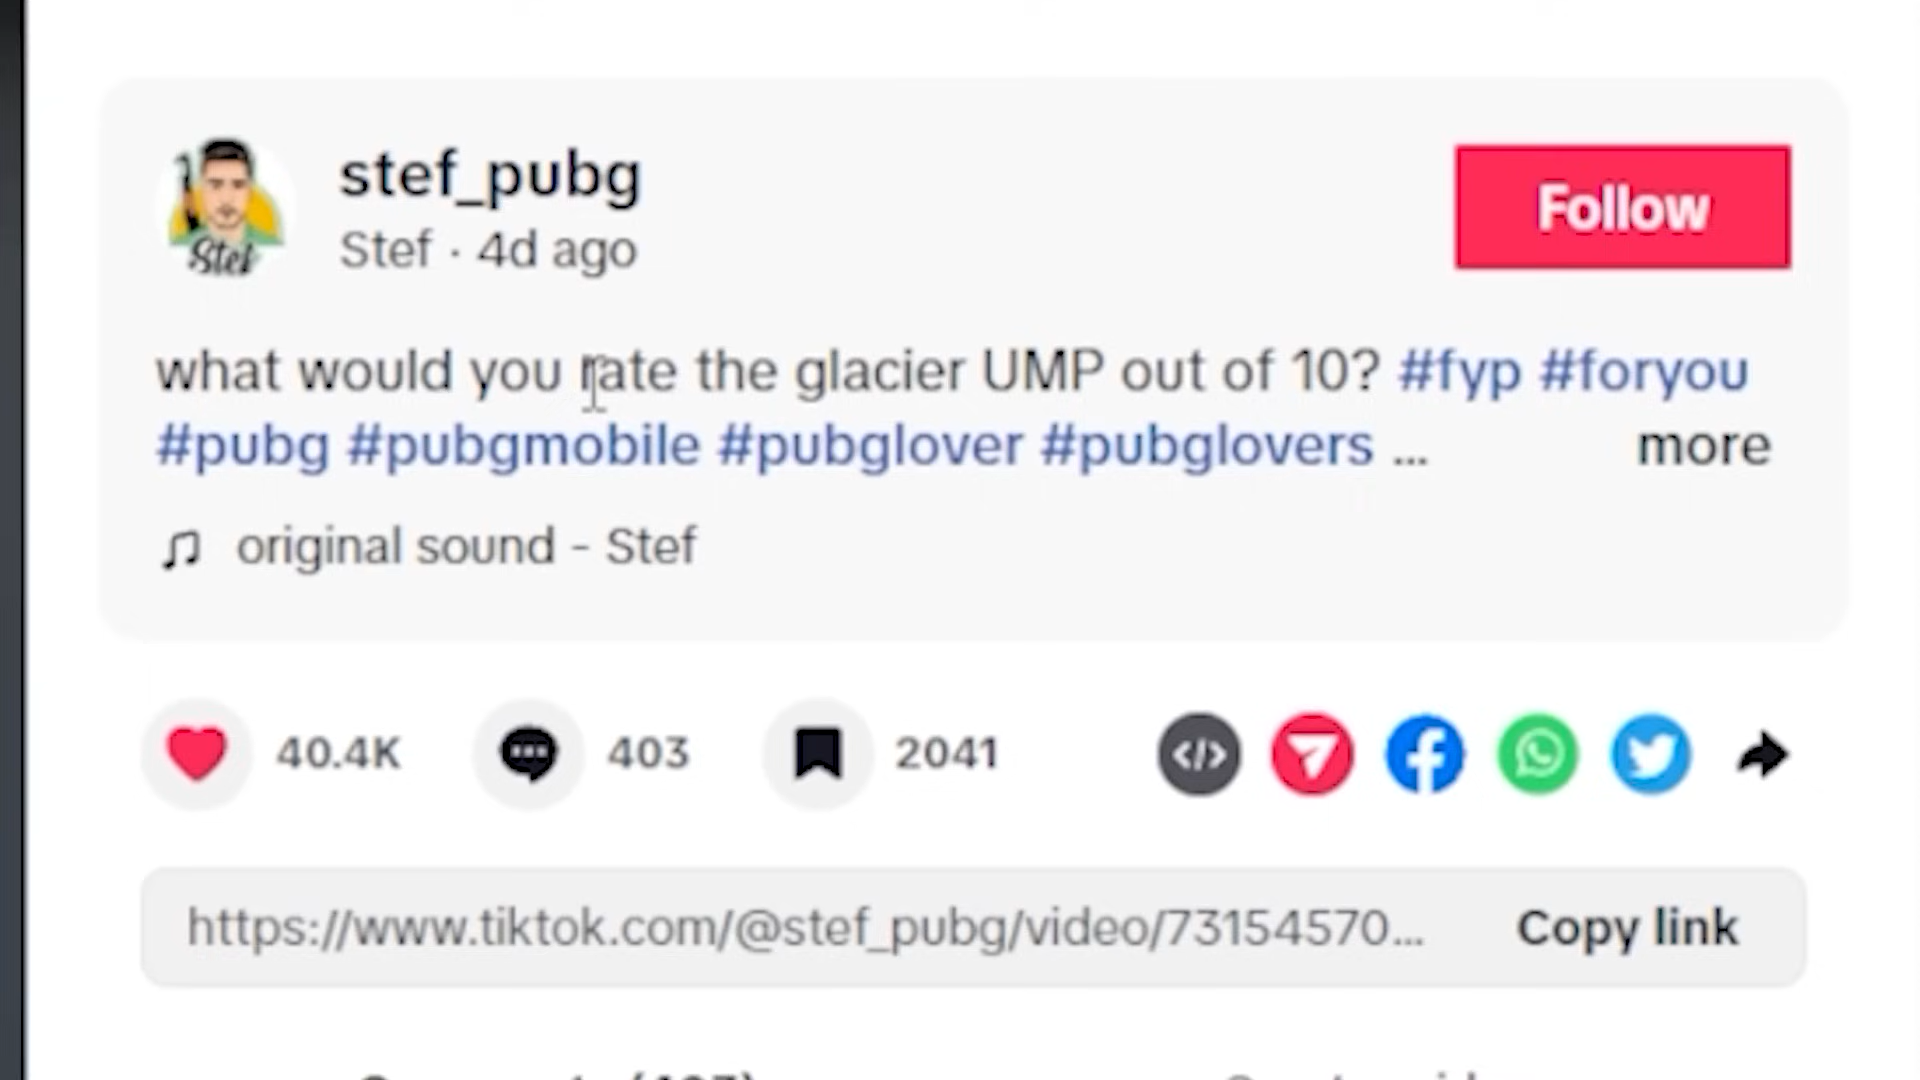 stef_pubg
Stef · 4d ago
Follow
Stef
what would you rate the glacier UMP out of 10? #fyp #foryou
#pubg #pubgmobile #pubglover #pubglovers ... more
original sound - Stef
40.4K 403 2041
https://www.tiktok.com/@stef_pubg/video/73154570... Copy link